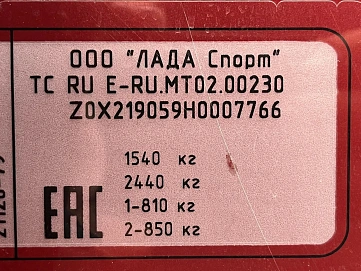 ООО "ЛАДА Спорт"
ТС RU E-RU.MT02.00230
Z0X219059H0007766
1540 кг
2440 кг
1-810 кг
2-850 кг
EAC